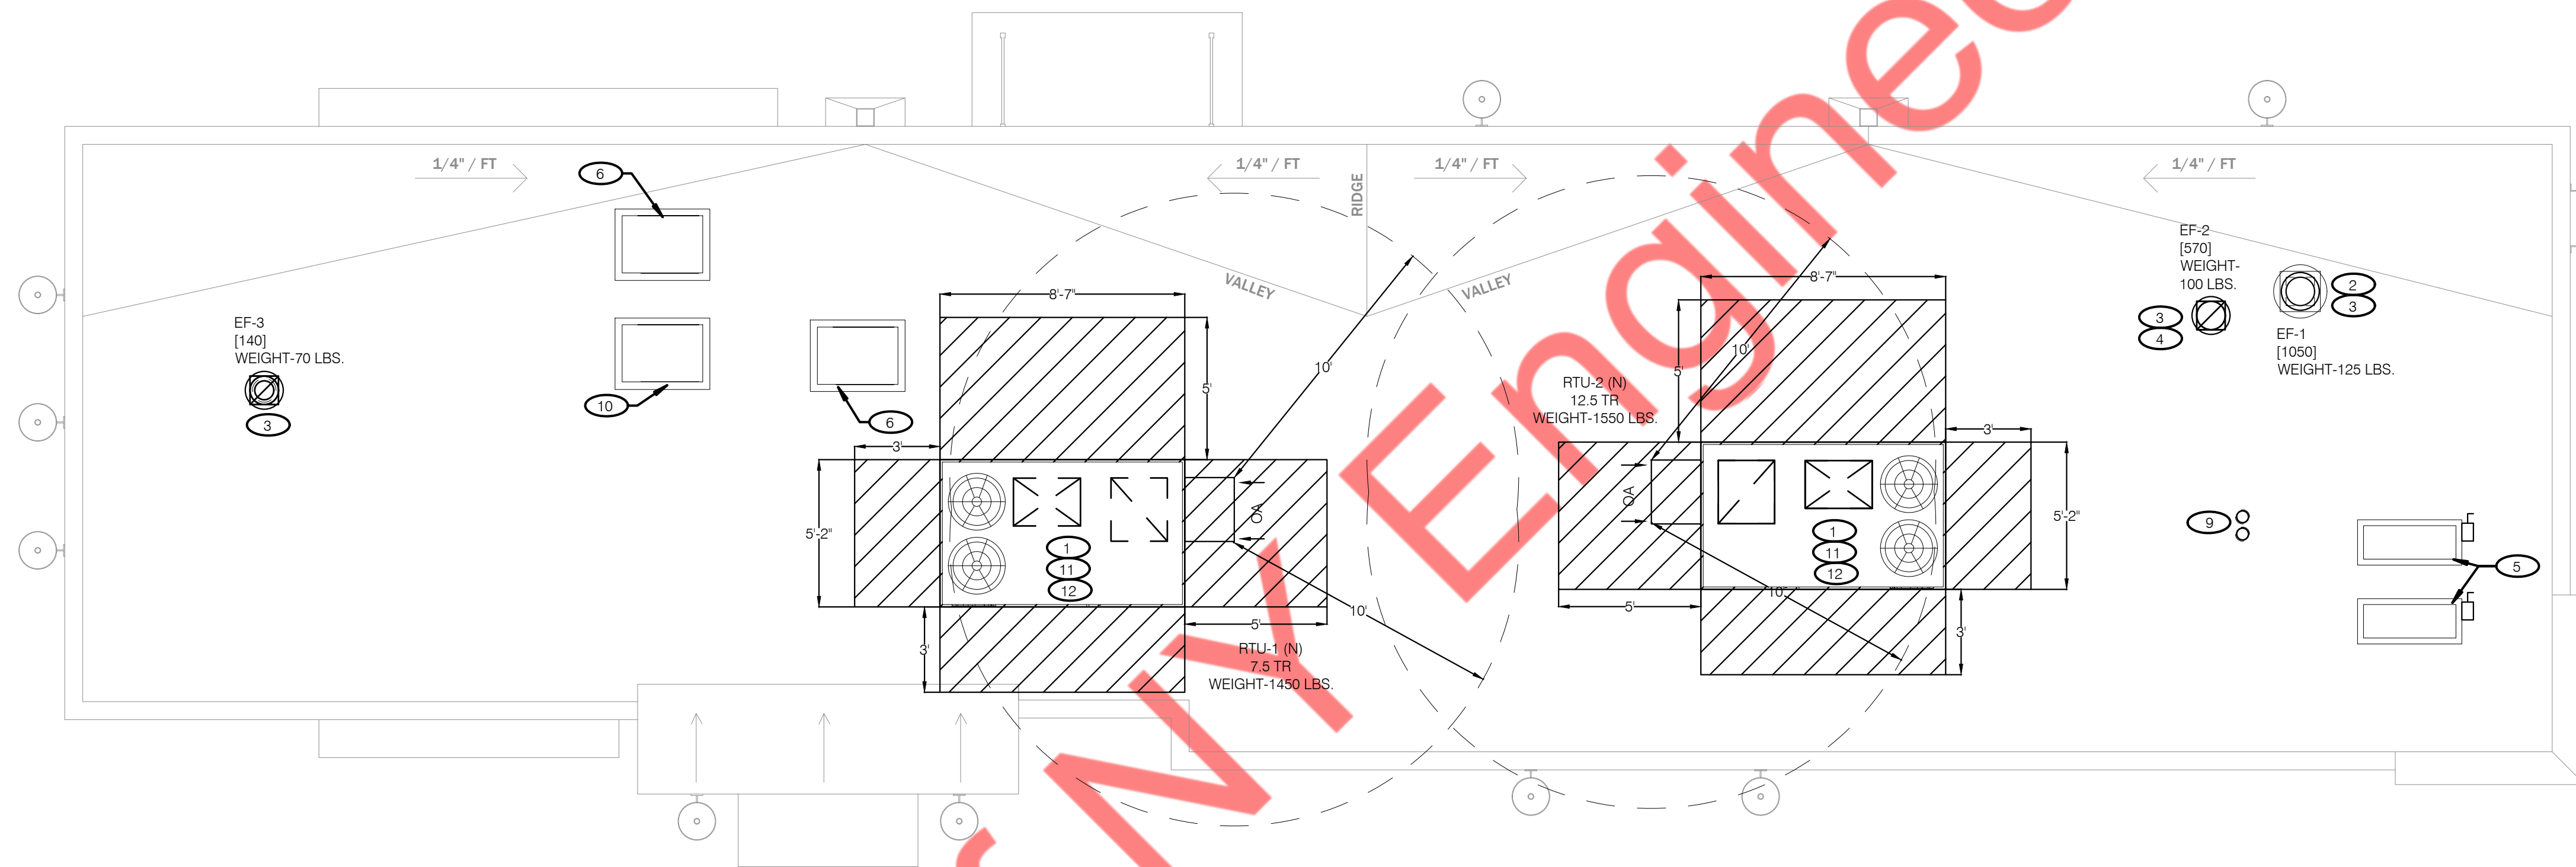 1/4" / FT
1/4" / FT
1/4" / FT
1/4" / FT
RIDGE
VALLEY
VALLEY
6
10
6
EF-3
[140]
WEIGHT-70 LBS.
3
8'-7"
5'
3'
5'-2"
3'
5'
10'
10'
OA
1
11
12
RTU-1 (N)
7.5 TR
WEIGHT-1450 LBS.
RTU-2 (N)
12.5 TR
WEIGHT-1550 LBS.
8'-7"
5'
10'
3'
5'-2"
OA
1
11
12
10'
5'
3'
EF-2
[570]
WEIGHT-
100 LBS.
3
4
2
3
EF-1
[1050]
WEIGHT-125 LBS.
9
5
NY Engineе